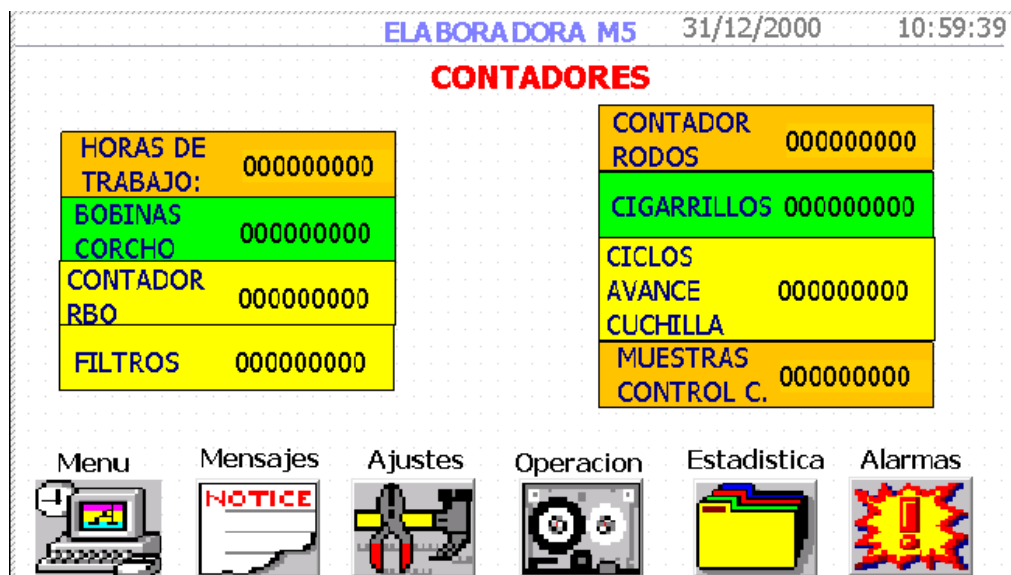 ELABORADORA M5 31/12/2000 10:59:39
CONTADORES
HORAS DE
TRABAJO: 000000000
BOBINAS
CORCHO 000000000
CONTADOR
RBO 000000000
FILTROS 000000000
CONTADOR
RODOS 000000000
CIGARRILLOS 000000000
CICLOS
AVANCE 000000000
CUCHILLA
MUESTRAS
CONTROL C. 000000000
Menu Mensajes Ajustes Operacion Estadistica Alarmas
NOTICE